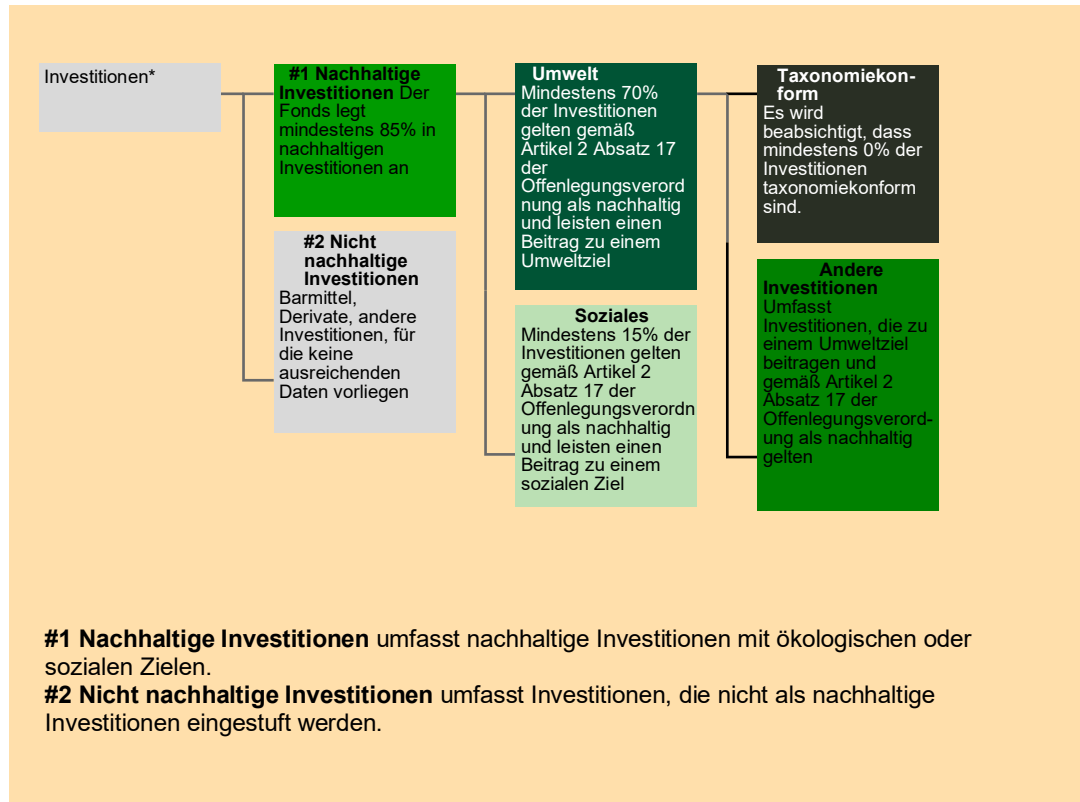 Investitionen*
#1 Nachhaltige
Investitionen Der
Fonds legt
mindestens 85% in
nachhaltigen
Investitionen an
#2 Nicht
nachhaltige
Investitionen
Barmittel,
Derivate, andere
Investitionen, für
die keine
ausreichenden
Daten vorliegen
Umwelt
Mindestens 70%
der Investitionen
gelten gemäß
Artikel 2 Absatz 17
der
Offenlegungsverord
nung als nachhaltig
und leisten einen
Beitrag zu einem
Umweltziel
Soziales
Mindestens 15% der
Investitionen gelten
gemäß Artikel 2
Absatz 17 der
Offenlegungsverordn
ung als nachhaltig
und leisten einen
Beitrag zu einem
sozialen Ziel
Taxonomiekon-
form
Es wird
beabsichtigt, dass
mindestens 0% der
Investitionen
taxonomiekonform
sind.
Andere
Investitionen
Umfasst
Investitionen, die zu
einem Umweltziel
beitragen und
gemäß Artikel 2
Absatz 17 der
Offenlegungsverord-
ung als nachhaltig
gelten
#1 Nachhaltige Investitionen umfasst nachhaltige Investitionen mit ökologischen oder
sozialen Zielen.
#2 Nicht nachhaltige Investitionen umfasst Investitionen, die nicht als nachhaltige
Investitionen eingestuft werden.